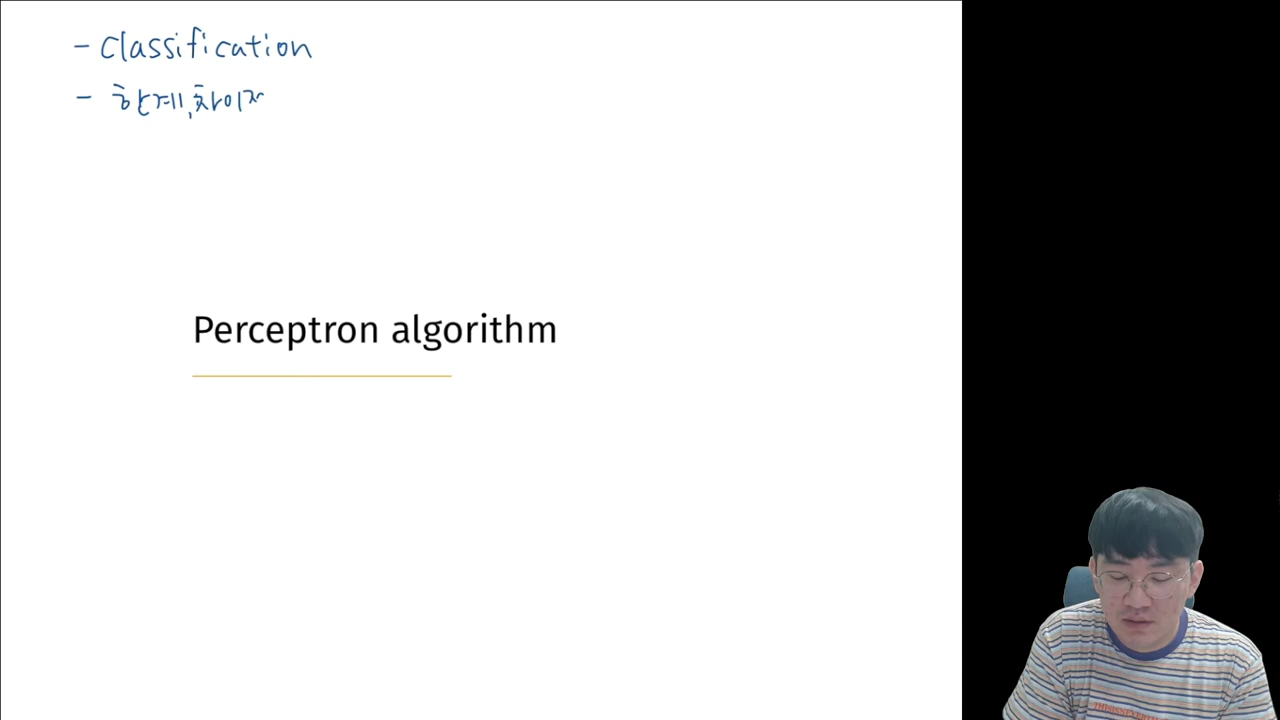 - Classification
- 한계, 차이점
Perceptron algorithm